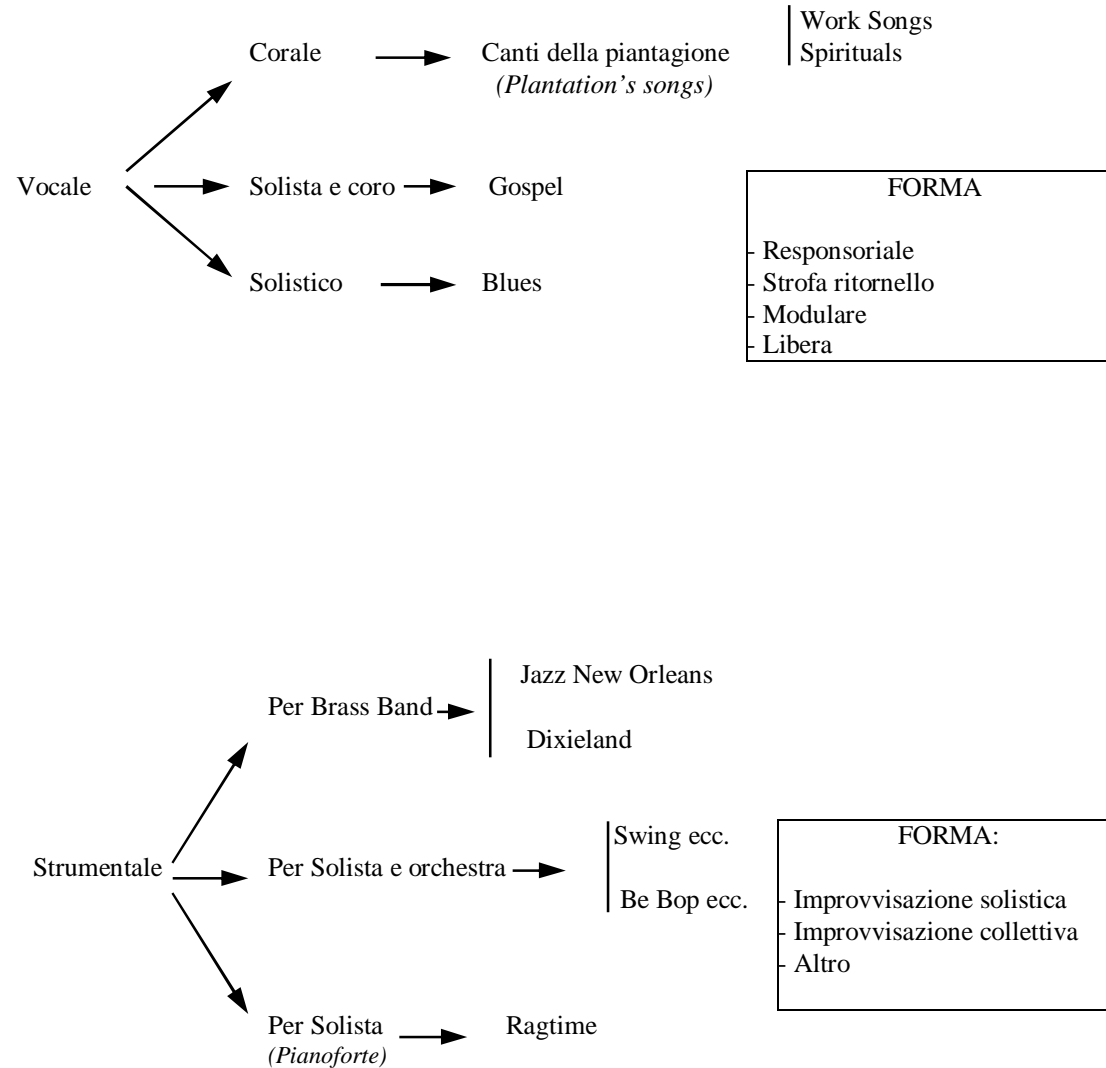 Work Songs
Corale
Canti della piantagione
Spirituals
(Plantation's songs)
Vocale
Solista e coro
Gospel
FORMA
- Responsoriale
Solistico
Blues
- Strofa ritornello
- Modulare
- Libera
Jazz New Orleans
Per Brass Band
Dixieland
Swing ecc.
FORMA:
Strumentale
Per Solista e orchestra
Be Bop ecc.
- Improvvisazione solistica
- Improvvisazione collettiva
- Altro
Per Solista
Ragtime
(Pianoforte)